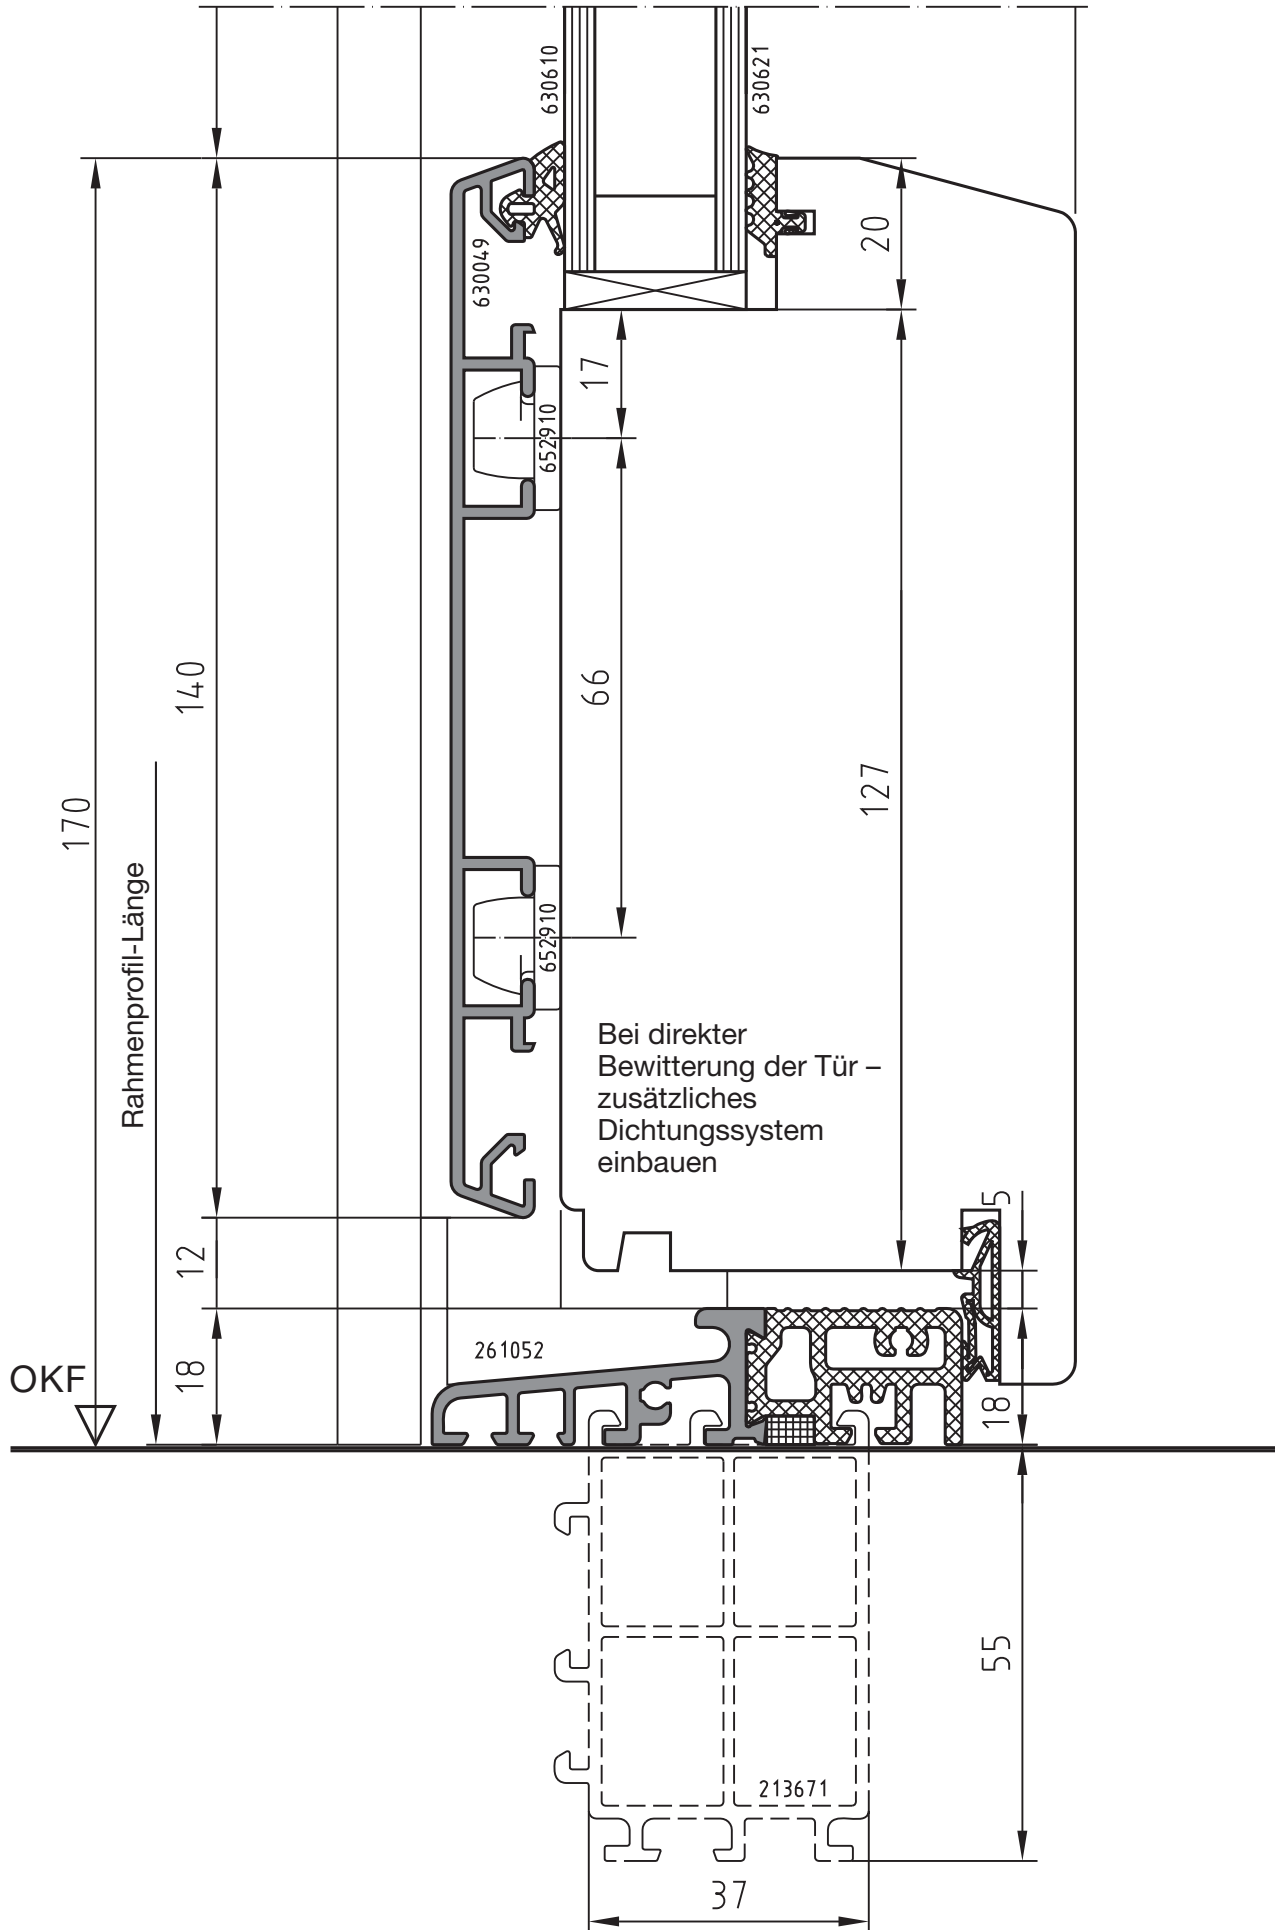 630610
630621
20
630049
17
652910
140
66
127
170
Rahmenprofil-Länge
652910
Bei direkter
Bewitterung der Tür –
zusätzliches
Dichtungssystem
einbauen
5
12
261052
18
OKF
18
55
213671
37